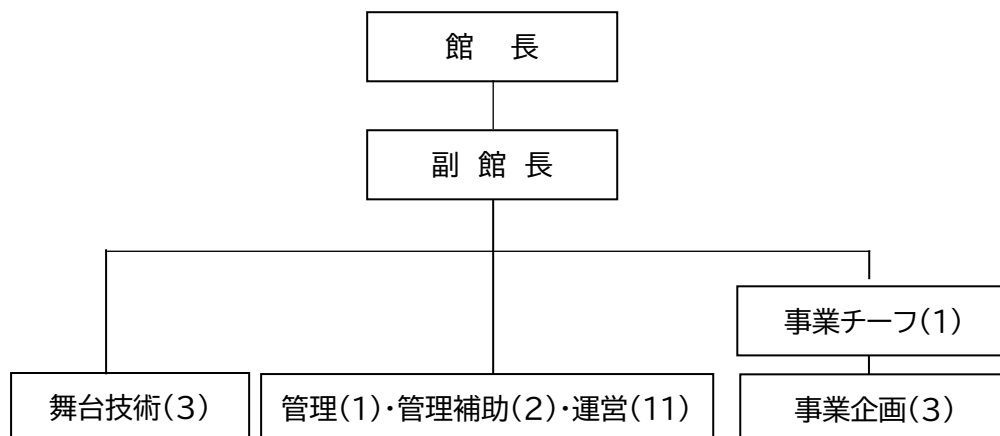 館 長
副 館 長
事業チーフ(1)
舞台技術(3)
管理(1)・管理補助(2)・運営(11)
事業企画(3)